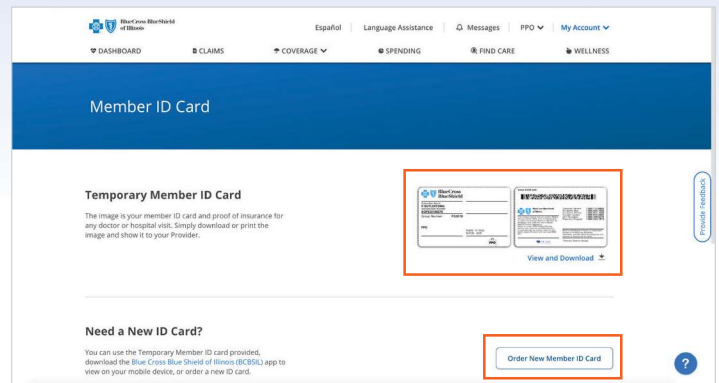 BlueCross BlueShield
of Illinois
Español
Language Assistance
Messages
PPO
My Account
DASHBOARD
CLAIMS
COVERAGE
SPENDING
FIND CARE
WELLNESS
Member ID Card
Temporary Member ID Card
The image is your member ID card and proof of insurance for
any doctor or hospital visit. Simply download or print the
image and show it to your Provider.
BlueCross
BlueShield
PPO
View and Download
Provide Feedback
Need a New ID Card?
You can use the Temporary Member ID card provided,
download the Blue Cross Blue Shield of Illinois (BCBSIL) app to
view on your mobile device, or order a new ID card.
Order New Member ID Card
?